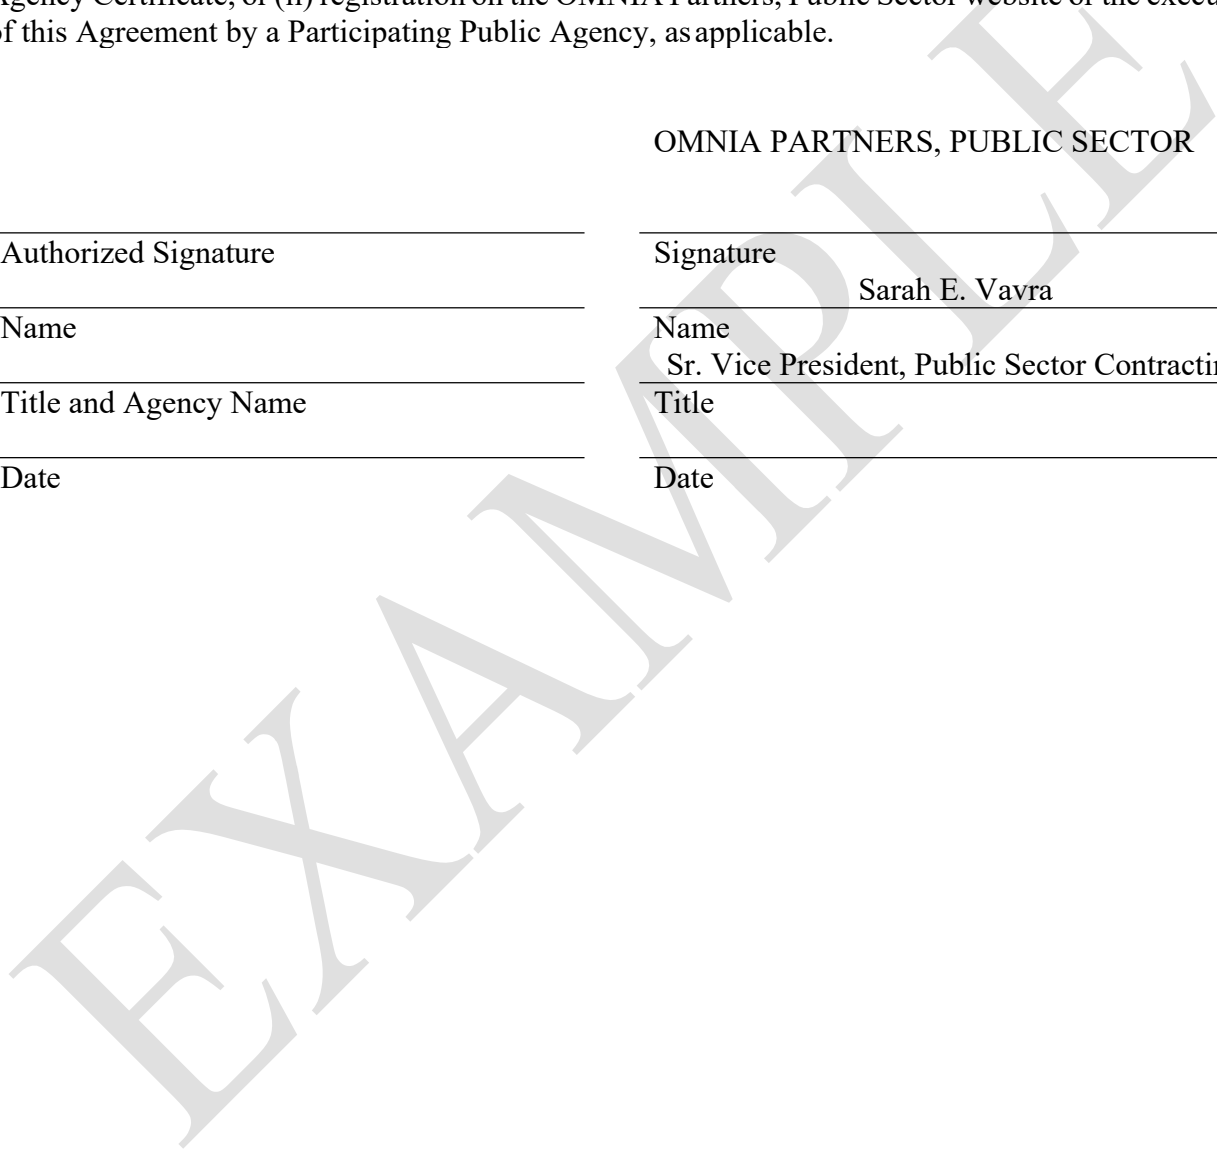 Agency Certificate, or (ii) registration on the OMNIA Partners, Public Sector website or the execu
of this Agreement by a Participating Public Agency, as applicable.
OMNIA PARTNERS, PUBLIC SECTOR
Authorized Signature
Signature
Sarah E. Vavra
Name
Name
Sr. Vice President, Public Sector Contractin
Title and Agency Name
Title
Date
Date
EXAMPLE